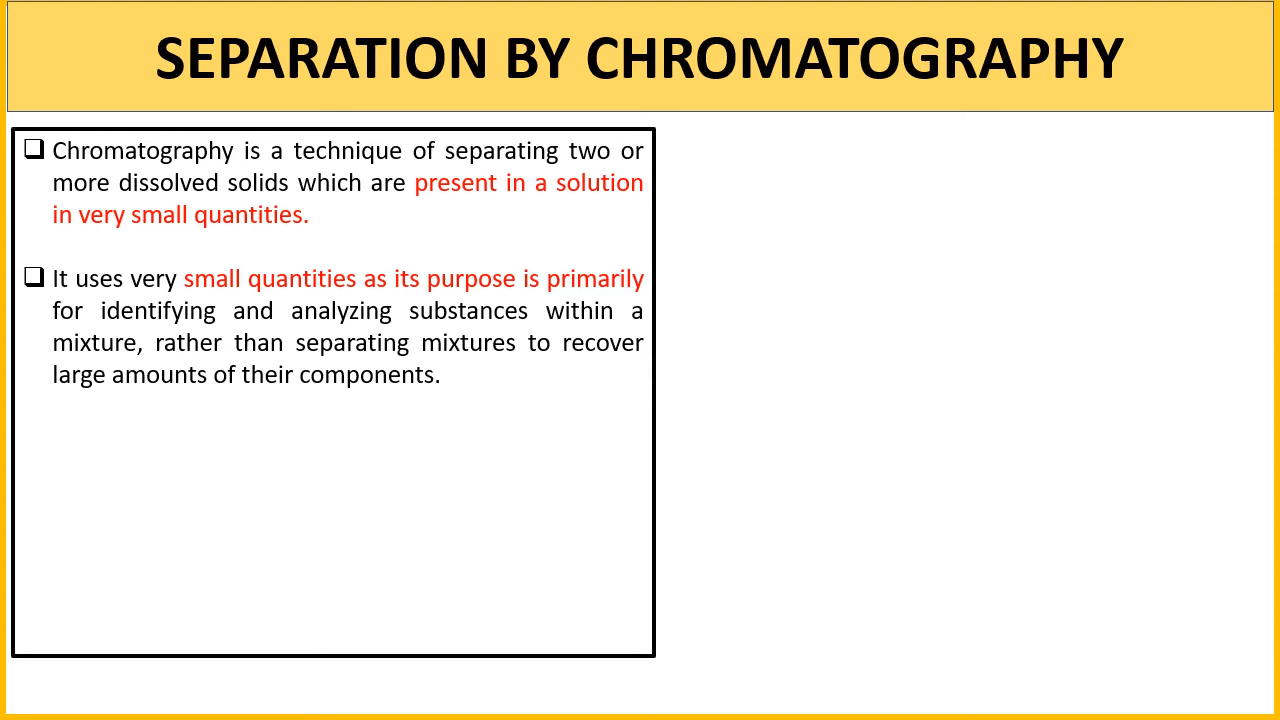 SEPARATION BY CHROMATOGRAPHY
❑ Chromatography is a technique of separating two or
more dissolved solids which are present in a solution
in very small quantities.
❑ It uses very small quantities as its purpose is primarily
for identifying and analyzing substances within a
mixture, rather than separating mixtures to recover
large amounts of their components.